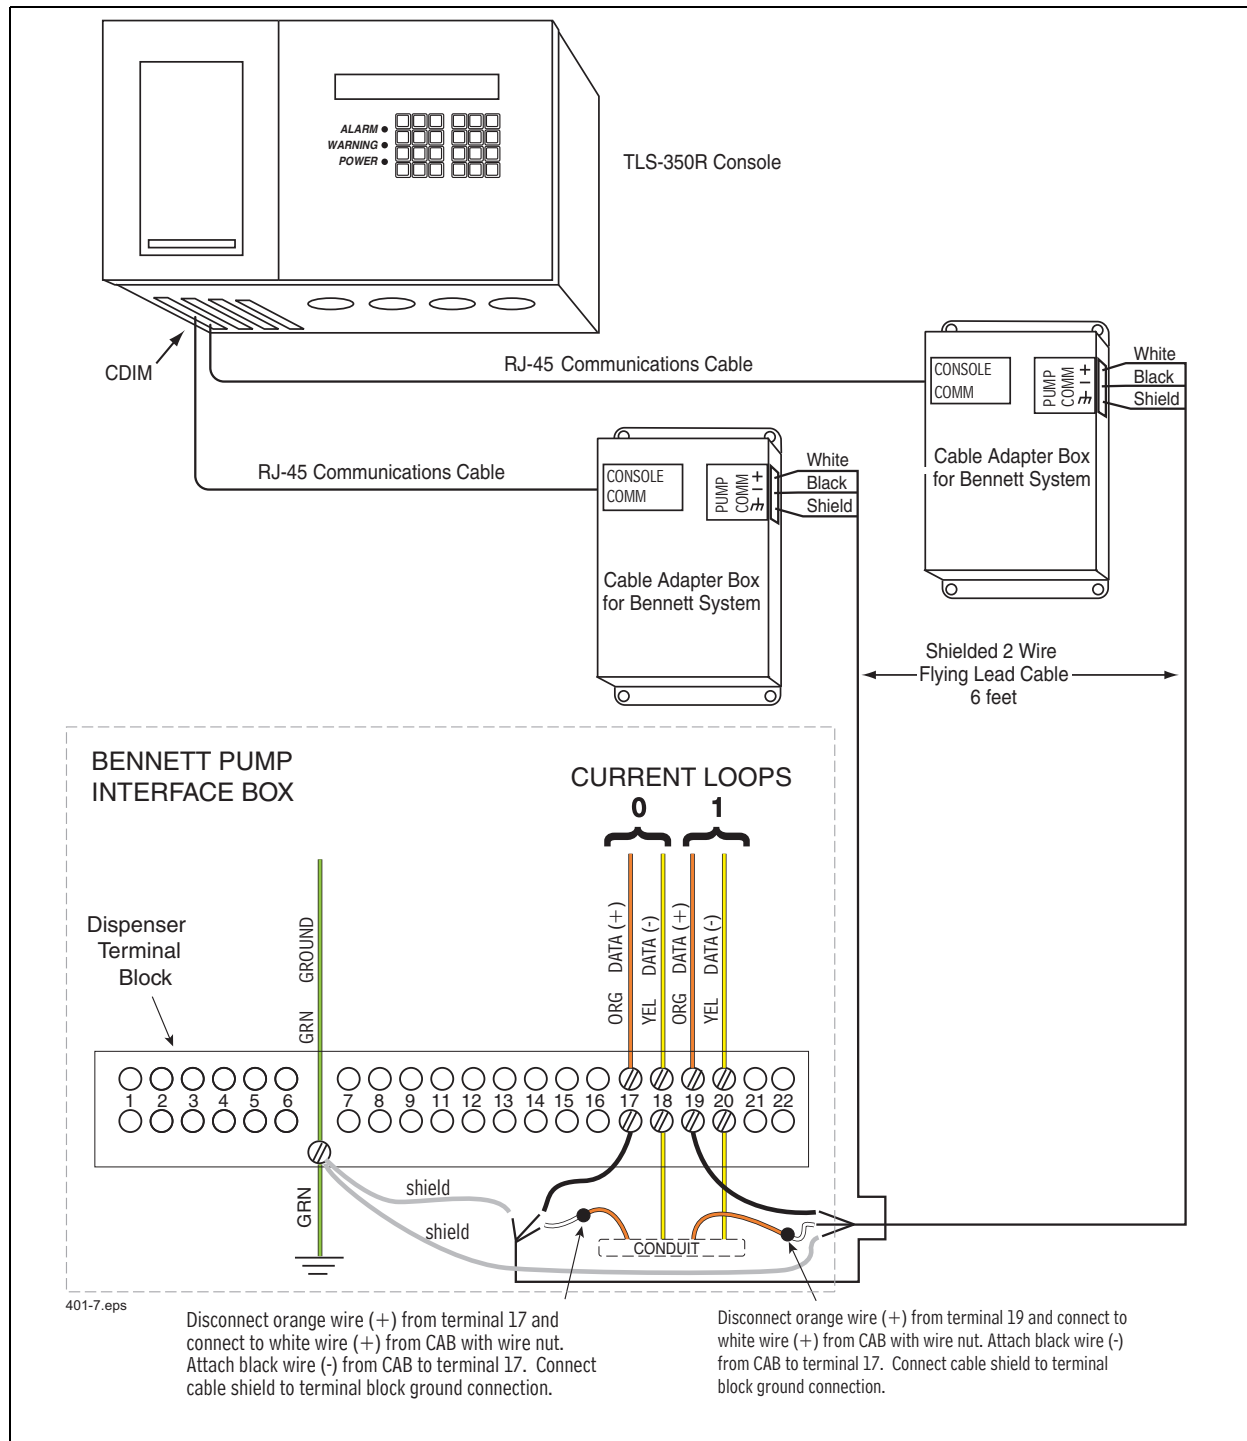 ALARM
WARNING
POWER
TLS-350R Console
CDIM
RJ-45 Communications Cable
CONSOLE
COMM
PUMP
COMM
+
–
White
Black
Shield
Cable Adapter Box
for Bennett System
RJ-45 Communications Cable
CONSOLE
COMM
PUMP
COMM
+
–
White
Black
Shield
Cable Adapter Box
for Bennett System
Shielded 2 Wire
Flying Lead Cable
6 feet
BENNETT PUMP
INTERFACE BOX
CURRENT LOOPS
0 1
Dispenser
Terminal
Block
GRN GROUND
ORG DATA (+)
YEL DATA (-)
ORG DATA (+)
YEL DATA (-)
1 2 3 4 5 6 7 8 9 11 12 13 14 15 16 17 18 19 20 21 22
GRN
shield
shield
CONDUIT
401-7.eps
Disconnect orange wire (+) from terminal 17 and
connect to white wire (+) from CAB with wire nut.
Attach black wire (-) from CAB to terminal 17. Connect
cable shield to terminal block ground connection.
Disconnect orange wire (+) from terminal 19 and connect to
white wire (+) from CAB with wire nut. Attach black wire (-)
from CAB to terminal 17. Connect cable shield to terminal
block ground connection.